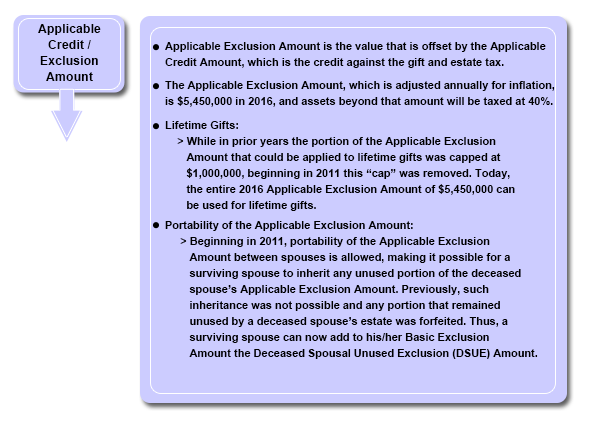 Applicable
Credit /
Exclusion
Amount
● Applicable Exclusion Amount is the value that is offset by the Applicable
Credit Amount, which is the credit against the gift and estate tax.
● The Applicable Exclusion Amount, which is adjusted annually for inflation,
is $5,450,000 in 2016, and assets beyond that amount will be taxed at 40%.
● Lifetime Gifts:
> While in prior years the portion of the Applicable Exclusion
Amount that could be applied to lifetime gifts was capped at
$1,000,000, beginning in 2011 this “cap” was removed. Today,
the entire 2016 Applicable Exclusion Amount of $5,450,000 can
be used for lifetime gifts.
● Portability of the Applicable Exclusion Amount:
> Beginning in 2011, portability of the Applicable Exclusion
Amount between spouses is allowed, making it possible for a
surviving spouse to inherit any unused portion of the deceased
spouse’s Applicable Exclusion Amount. Previously, such
inheritance was not possible and any portion that remained
unused by a deceased spouse’s estate was forfeited. Thus, a
surviving spouse can now add to his/her Basic Exclusion
Amount the Deceased Spousal Unused Exclusion (DSUE) Amount.